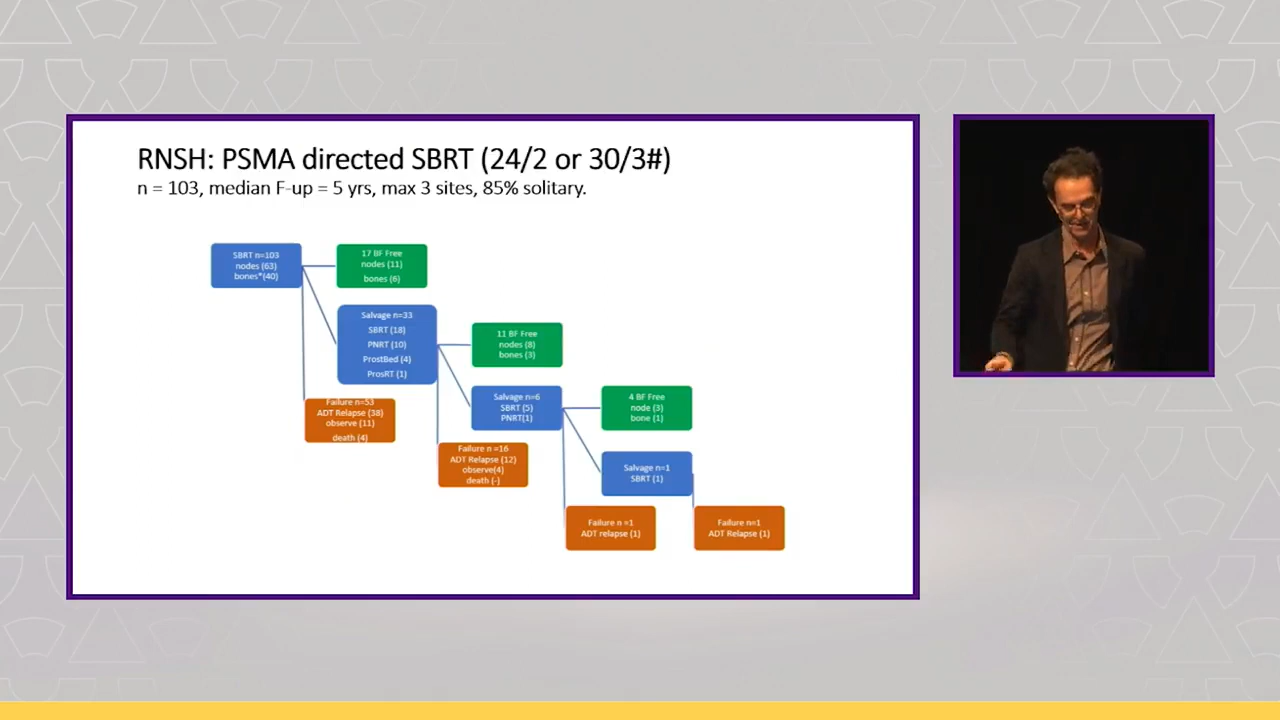 RNSH: PSMA directed SBRT (24/2 or 30/3#)
n = 103, median F-up = 5 yrs, max 3 sites, 85% solitary.
SBRT n=103
nodes (63)
bones*(40)
17 BF Free
nodes (11)
bones (6)
Salvage n=33
SBRT (18)
PNRT (10)
ProstBed (4)
ProsRT (1)
Failure n=53
ADT Relapse (38)
observe (11)
death (4)
11 BF Free
nodes (8)
bones (3)
Salvage n=6
SBRT (5)
PNRT(1)
Failure n =16
ADT Relapse (12)
observe(4)
death (-)
4 BF Free
node (3)
bone (1)
Salvage n=1
SBRT (1)
Failure n =1
ADT relapse (1)
Failure n=1
ADT Relapse (1)